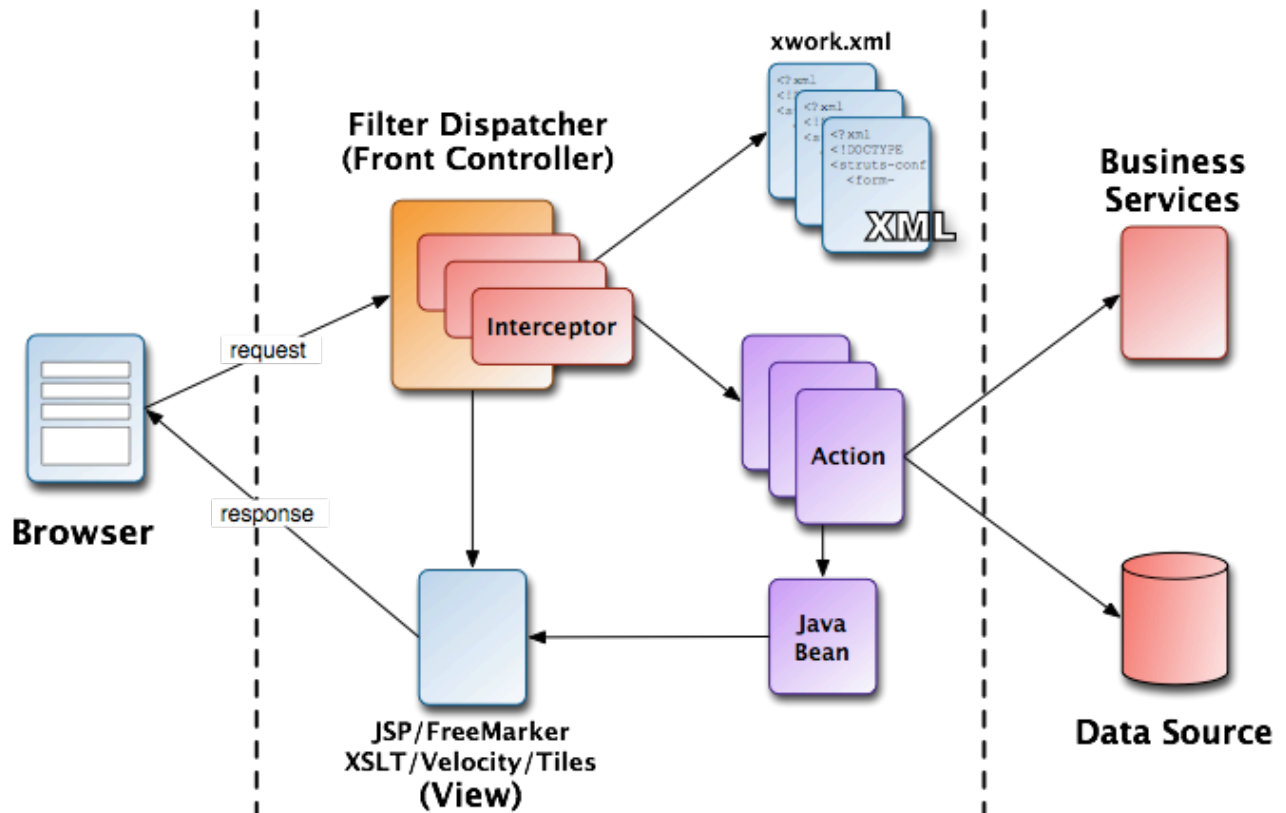 xwork.xml
<?xml
<!D
<s
<?xml
<!D
<s
<?xml
<!DOCTYPE
<struts-conf
<form-
XML
Filter Dispatcher
(Front Controller)
Interceptor
Business
Services
request
Action
response
Browser
Java
Bean
JSP/FreeMarker
XSLT/Velocity/Tiles
(View)
Data Source